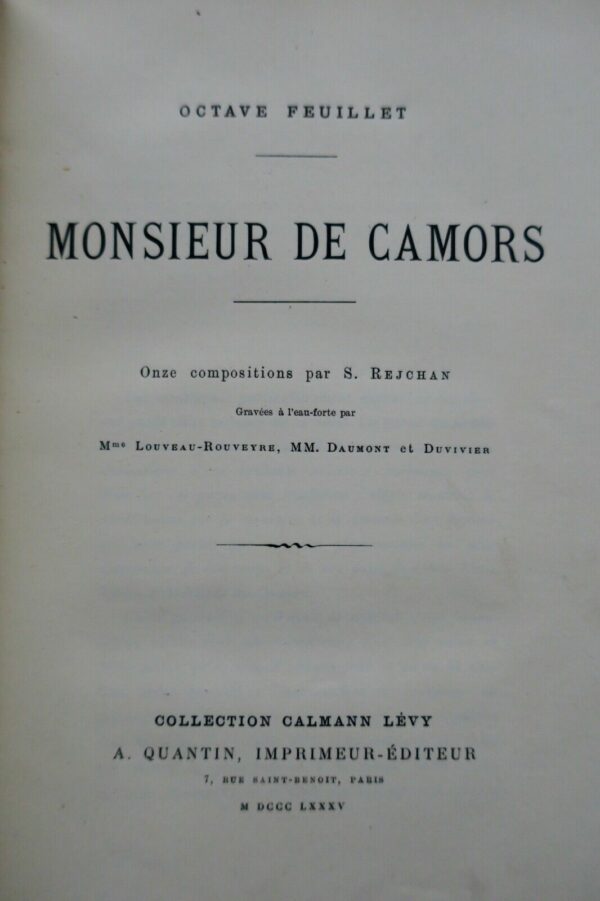 OCTAVE FEUILLET
MONSIEUR DE CAMORS
Onze compositions par S. REJCHAN
Gravées à l'eau-forte par
Mme LOUVEAU-ROUVEYRE, MM. DAUMONT et DUVIVIER
COLLECTION CALMANN LÉVY
A. QUANTIN, IMPRIMEUR-ÉDITEUR
7, RUE SAINT-BENOIT, PARIS
M DCCC LXXXV